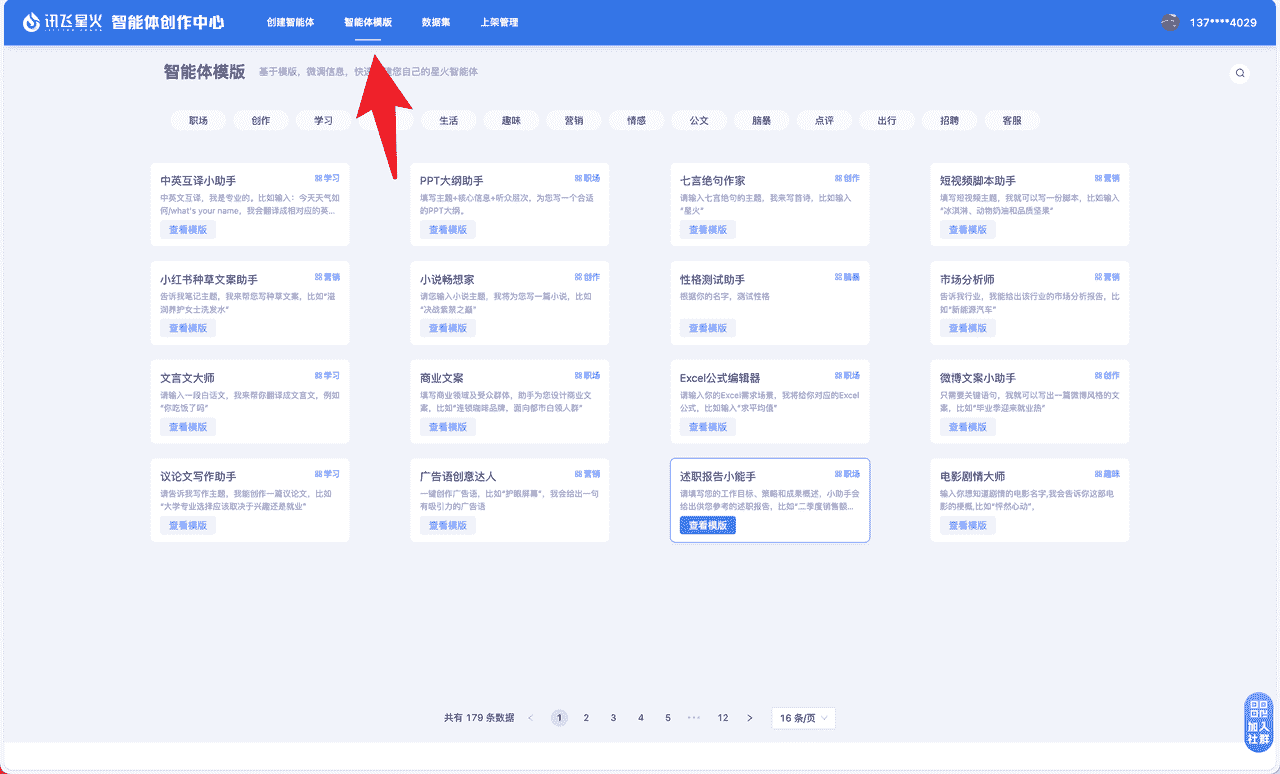 讯飞星火 智能体创作中心 创建智能体 智能体模版 数据集 上架管理 137****4029
智能体模版 基于模版，微调信息，快速
您自己的星火智能体
职场 创作 学习 生活 趣味 营销 情感 公文 脑暴 点评 出行 招聘 客服
中英互译小助手 学习
中英文互译，我是专业的。比如输入：今天天气如
何/what's your name，我会翻译成相对应的英...
查看模版
PPT大纲助手 职场
填写主题+核心信息+听众层次，为您写一个合适
的PPT大纲。
查看模版
七言绝句作家 创作
请输入七言绝句的主题，我来写首诗，比如输入
"星火"
查看模版
短视频脚本助手 营销
填写短视频主题，我就可以写一份脚本，比如输入
"冰淇淋，动物奶油和品质坚果"
查看模版
小红书种草文案助手 营销
告诉我笔记主题，我来帮您写种草文案，比如"滋
润养护女士洗发水"
查看模版
小说畅想家 创作
请您输入小说主题，我将为您写一篇小说，比如
"决战紫禁之巅"
查看模版
性格测试助手 脑暴
根据你的名字，测试性格
查看模版
市场分析师 营销
告诉我行业，我能给出该行业的市场分析报告，比
如"新能源汽车"
查看模版
文言文大师 学习
请输入一段白话文，我来帮你翻译成文言文，例如
"你吃饭了吗"
查看模版
商业文案 职场
填写商业领域及受众群体，助手为您设计商业文
案，比如"连锁咖啡品牌，面向都市白领人群"
查看模版
Excel公式编辑器 职场
请输入你的Excel需求场景，我将给你对应的Excel
公式，比如输入"求平均值"
查看模版
微博文案小助手 创作
只需要关键语句，我就可以写出一篇微博风格的文
案，比如"毕业季迎来就业热"
查看模版
议论文写作助手 学习
请告诉我写作主题，我能创作一篇议论文，比如
"大学专业选择应该取决于兴趣还是就业"
查看模版
广告语创意达人 营销
一键创作广告语，比如"护眼屏幕"，我会给出一句
有吸引力的广告语
查看模版
述职报告小能手 职场
请填写您的工作目标、策略和成果概述，小助手会
给出供您参考的述职报告，比如"二季度销售额...
查看模版
电影剧情大师 趣味
输入你想知道剧情的电影名字,我会告诉你这部电
影的梗概,比如"怦然心动"。
查看模版
共有 179 条数据 < 1 2 3 4 5 ··· 12 > 16 条/页
加入
社群